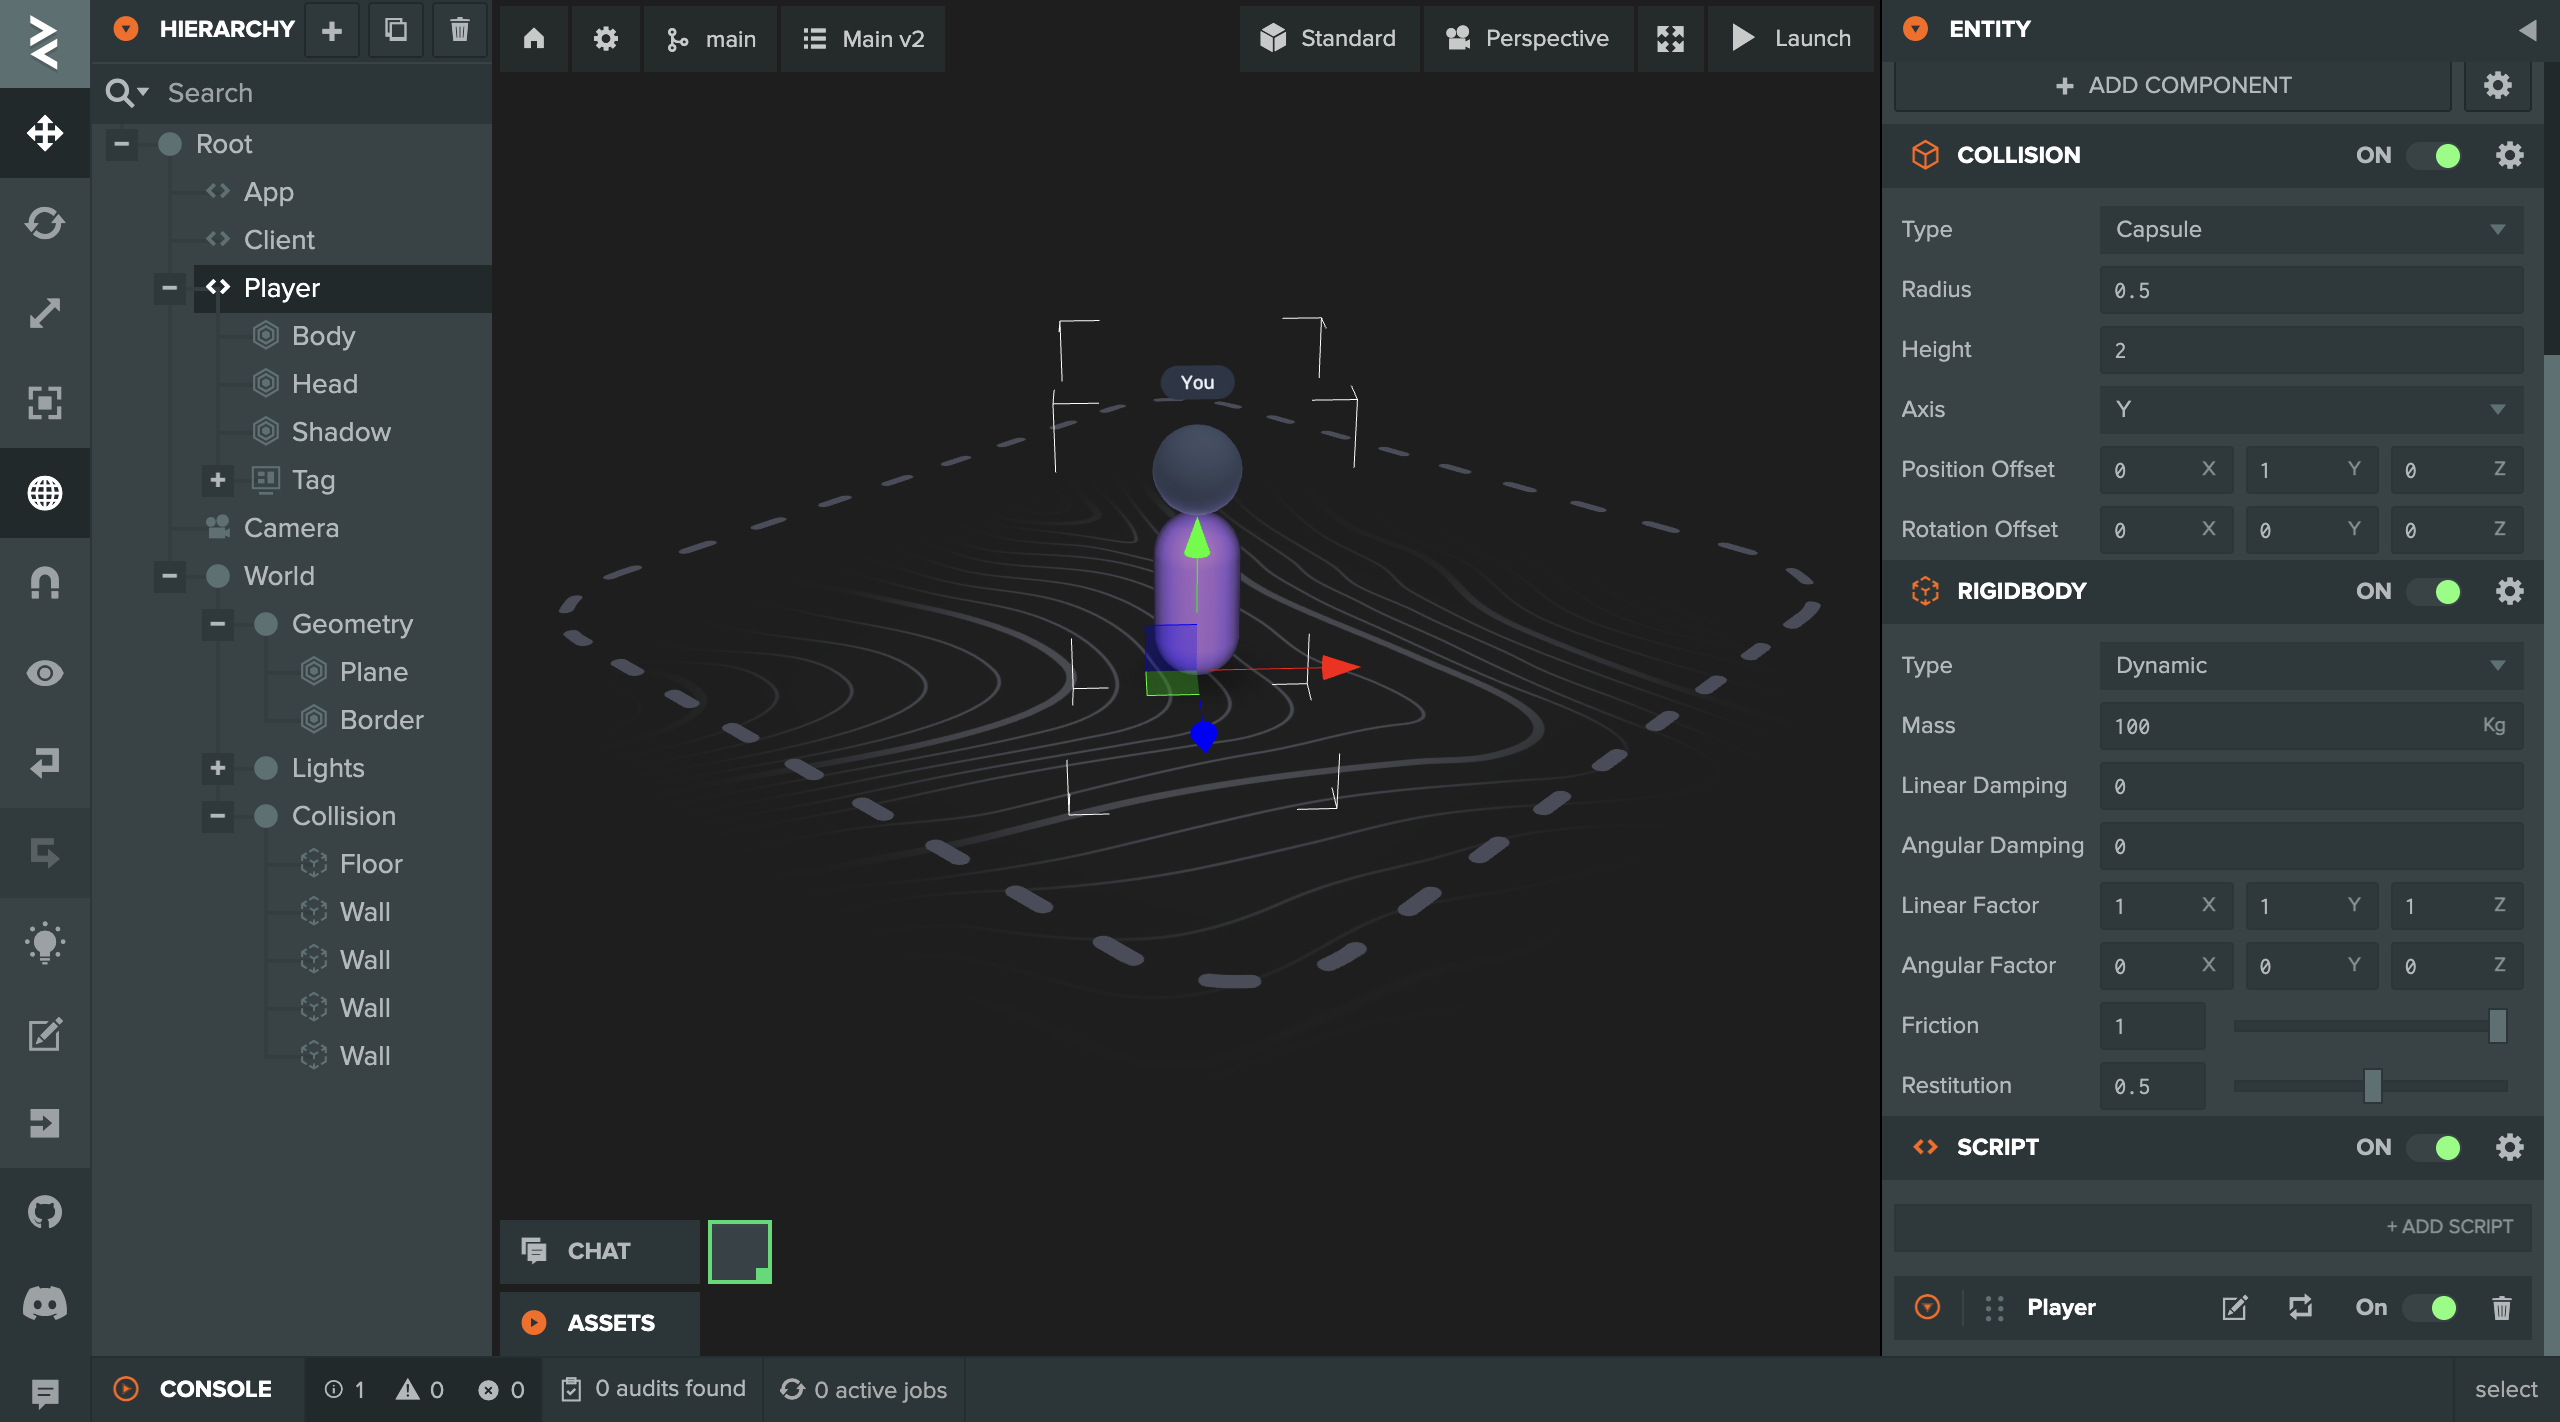 HIERARCHY
Search
Root
App
Client
Player
Body
Head
Shadow
Tag
Camera
World
Geometry
Plane
Border
Lights
Collision
Floor
Wall
Wall
Wall
Wall
main
Main v2
Standard
Perspective
Launch
You
CHAT
ASSETS
CONSOLE
1
0
0
0 audits found
0 active jobs
select
ENTITY
ADD COMPONENT
COLLISION ON
Type Capsule
Radius 0.5
Height 2
Axis Y
Position Offset 0 X 1 Y 0 Z
Rotation Offset 0 X 0 Y 0 Z
RIGIDBODY ON
Type Dynamic
Mass 100 Kg
Linear Damping 0
Angular Damping 0
Linear Factor 1 X 1 Y 1 Z
Angular Factor 0 X 0 Y 0 Z
Friction 1
Restitution 0.5
SCRIPT ON
+ ADD SCRIPT
Player On